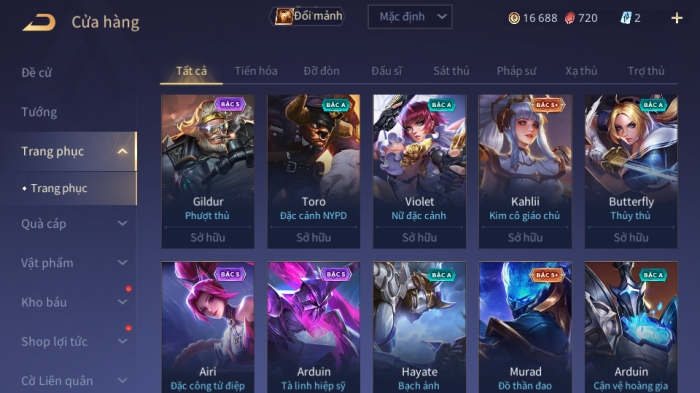 Cửa hàng
Đổi mảnh
Mặc định
16 688
720
2
Đề cử
Tướng
Trang phục
Trang phục
Quà cáp
Vật phẩm
Kho báu
Shop lợi tức
Cờ Liên quân
Tất cả Tiến hóa Đỡ đòn Đấu sĩ Sát thủ Pháp sư Xạ thủ Trợ thủ
BẬC S BẬC A BẬC A BẬC S+ BẬC A
Gildur Toro Violet Kahlii Butterfly
Phượt thủ Đặc cảnh NYPD Nữ đặc cảnh Kim cô giáo chủ Thủy thủ
Sở hữu Sở hữu Sở hữu Sở hữu Sở hữu
BẬC S BẬC S BẬC A BẬC S+ BẬC A
Airi Arduin Hayate Murad Arduin
Đặc công tử điệp Tà linh hiệp sỹ Bạch ảnh Đồ thần đao Cận vệ hoàng gia